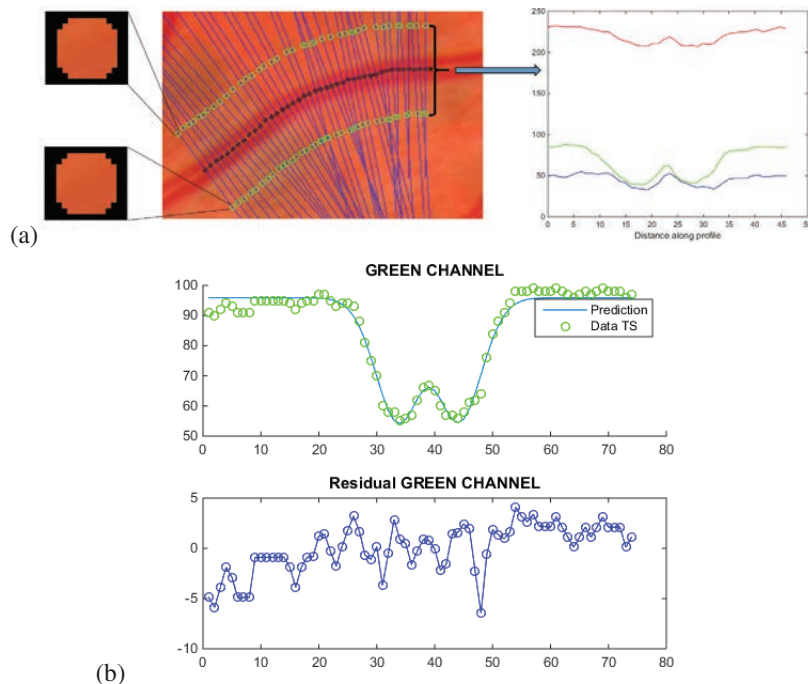 250
200
150
100
50
0
0 5 10 15 20 25 30 35 40 45 50
Distance along profile
(a)
GREEN CHANNEL
100
90
80
70
60
50
0 10 20 30 40 50 60 70 80
Prediction
Data TS
Residual GREEN CHANNEL
5
0
-5
-10
0 10 20 30 40 50 60 70 80
(b)